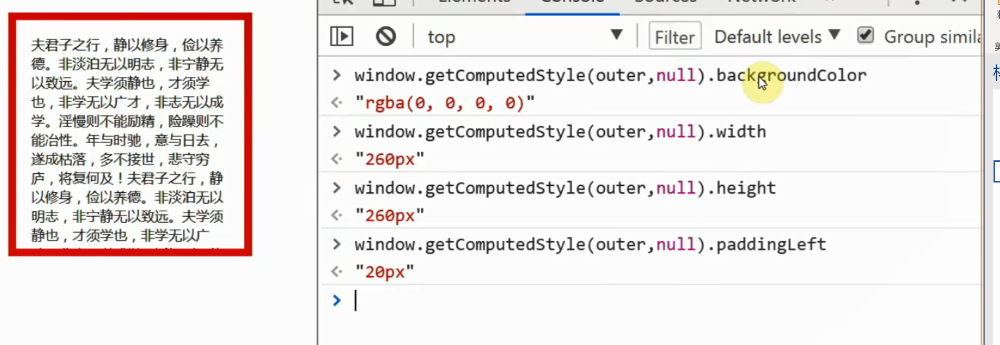 夫君子之行，静以修身，俭以养
德。非淡泊无以明志，非宁静无
以致远。夫学须静也，才须学
也，非学无以广才，非志无以成
学。淫慢则不能励精，险躁则不
能冶性。年与时驰，意与日去，
遂成枯落，多不接世，悲守穷
庐，将复何及！夫君子之行，静
以修身，俭以养德。非淡泊无以
明志，非宁静无以致远。夫学须
静也，才须学也，非学无以广
Elements Console Sources Network
top Filter Default levels Group simila
window.getComputedStyle(outer,null).backgroundColor
"rgba(0, 0, 0, 0)"
window.getComputedStyle(outer,null).width
"260px"
window.getComputedStyle(outer,null).height
"260px"
window.getComputedStyle(outer,null).paddingLeft
"20px"